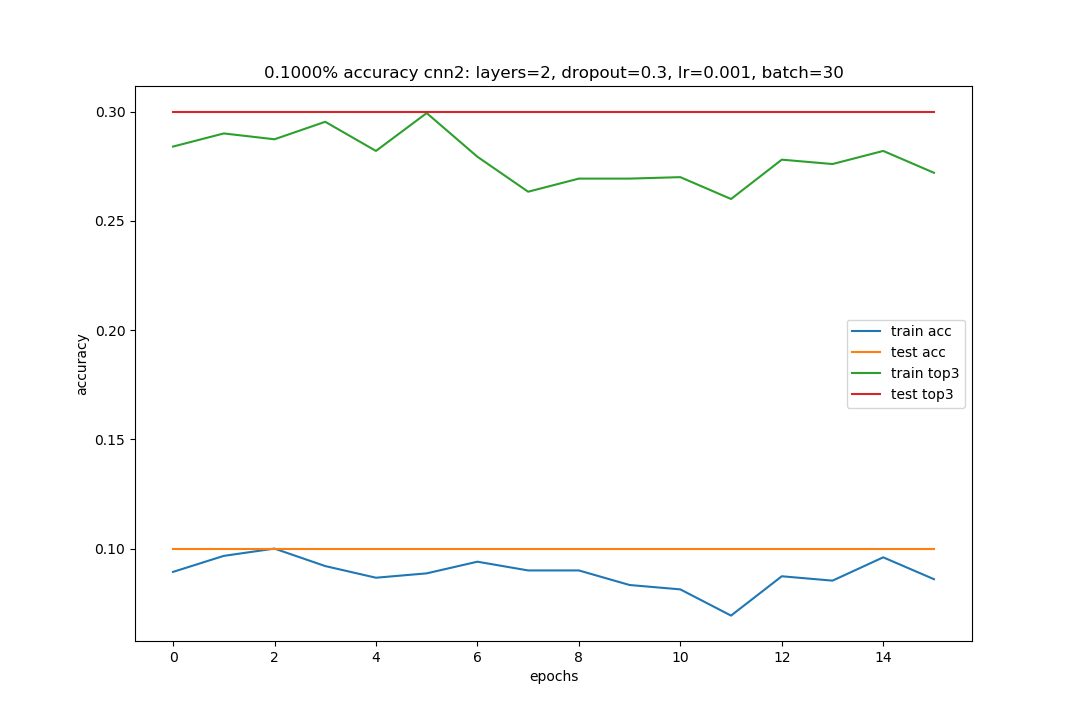 0.1000% accuracy cnn2: layers=2, dropout=0.3, lr=0.001, batch=30
0.30
0.25
0.20
0.15
0.10
accuracy
train acc
test acc
train top3
test top3
0 2 4 6 8 10 12 14
epochs